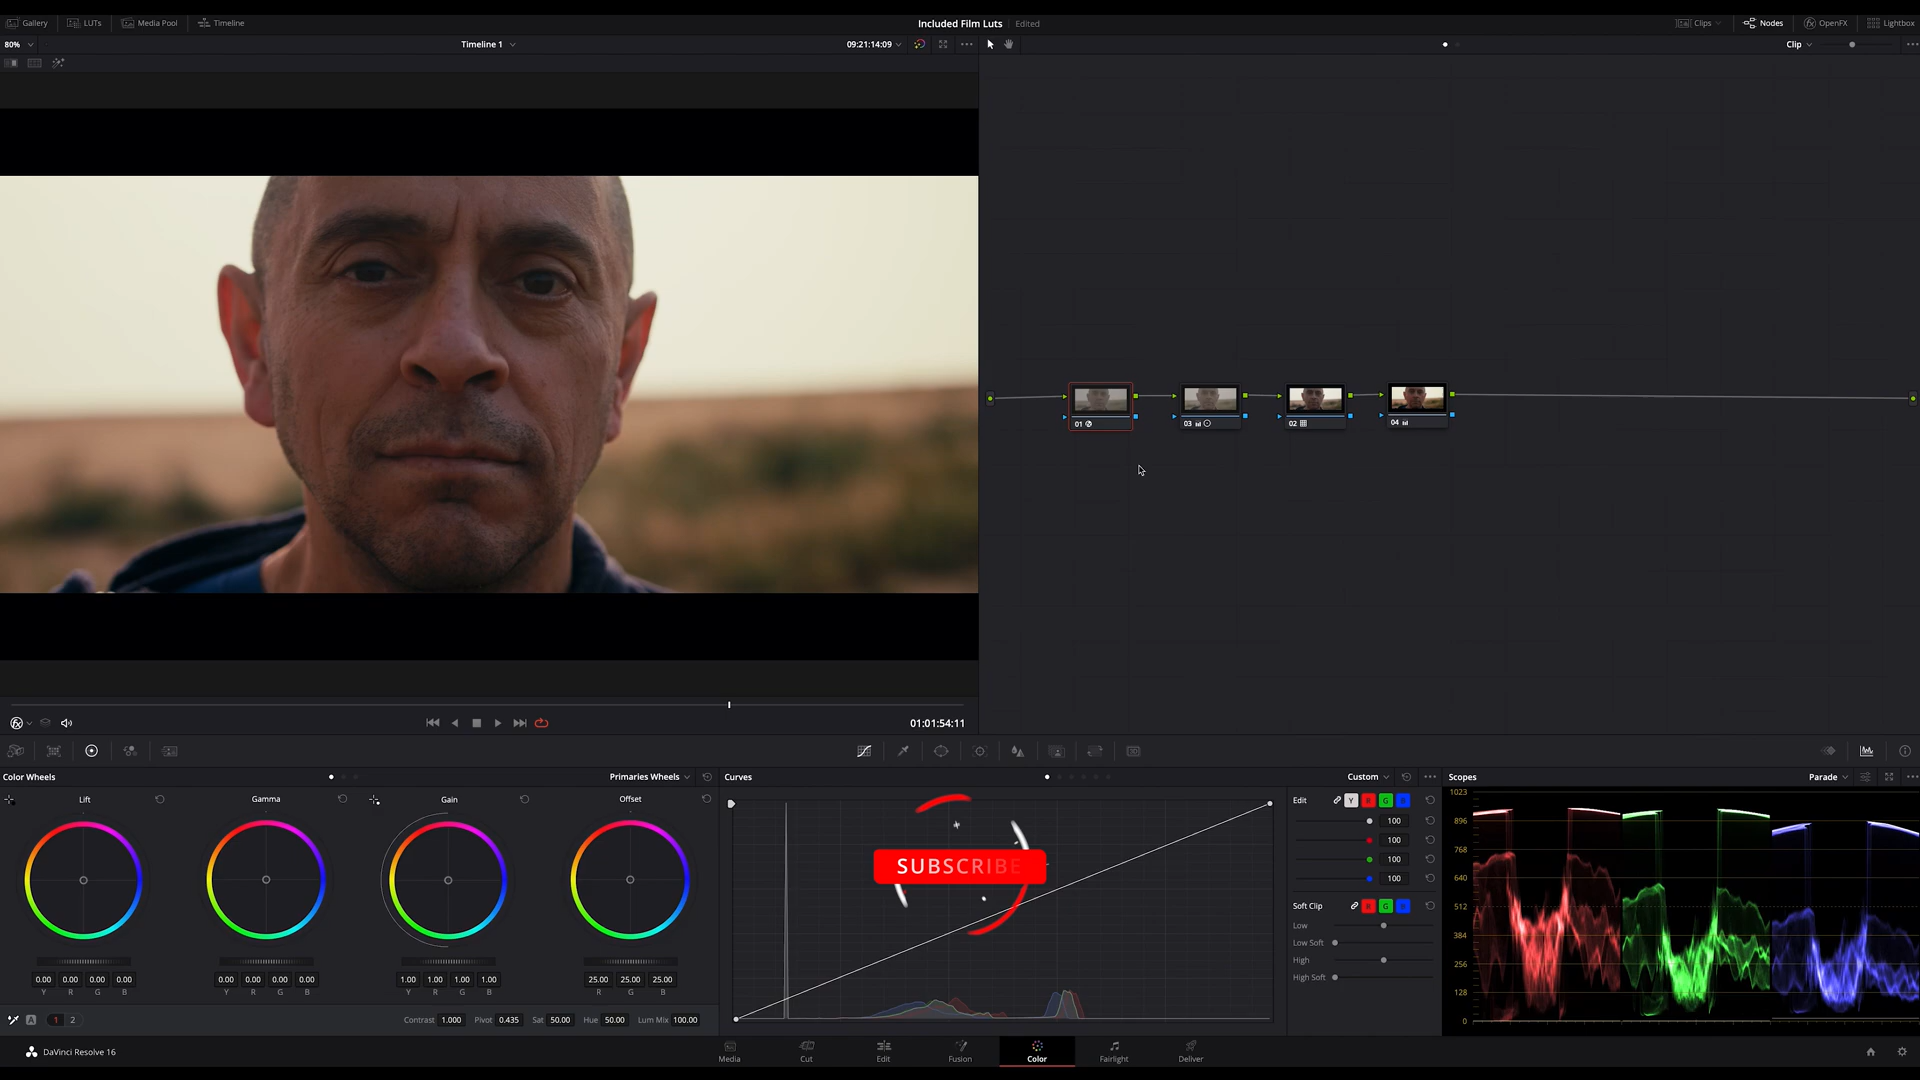 Gallery LUTs Media Pool Timeline Included Film Luts Edited Clips Nodes OpenFX Lightbox
80% Timeline 1 09:21:14:09 Clip
01 03 02 04
01:01:54:11
Color Wheels Primaries Wheels Curves Custom Scopes Parade
Lift Gamma Gain Offset
Edit Y R G B
100
100
100
100
SUBSCRIBE
Soft Clip R G B
Low
Low Soft
High
High Soft
1023
896
768
640
512
384
256
128
0
0.00 0.00 0.00 0.00 0.00 0.00 0.00 0.00 1.00 1.00 1.00 1.00 25.00 25.00 25.00
Y R G B Y R G B Y R G B R G B
A 1 2 Contrast 1.000 Pivot 0.435 Sat 50.00 Hue 50.00 Lum Mix 100.00
DaVinci Resolve 16 Media Cut Edit Fusion Color Fairlight Deliver